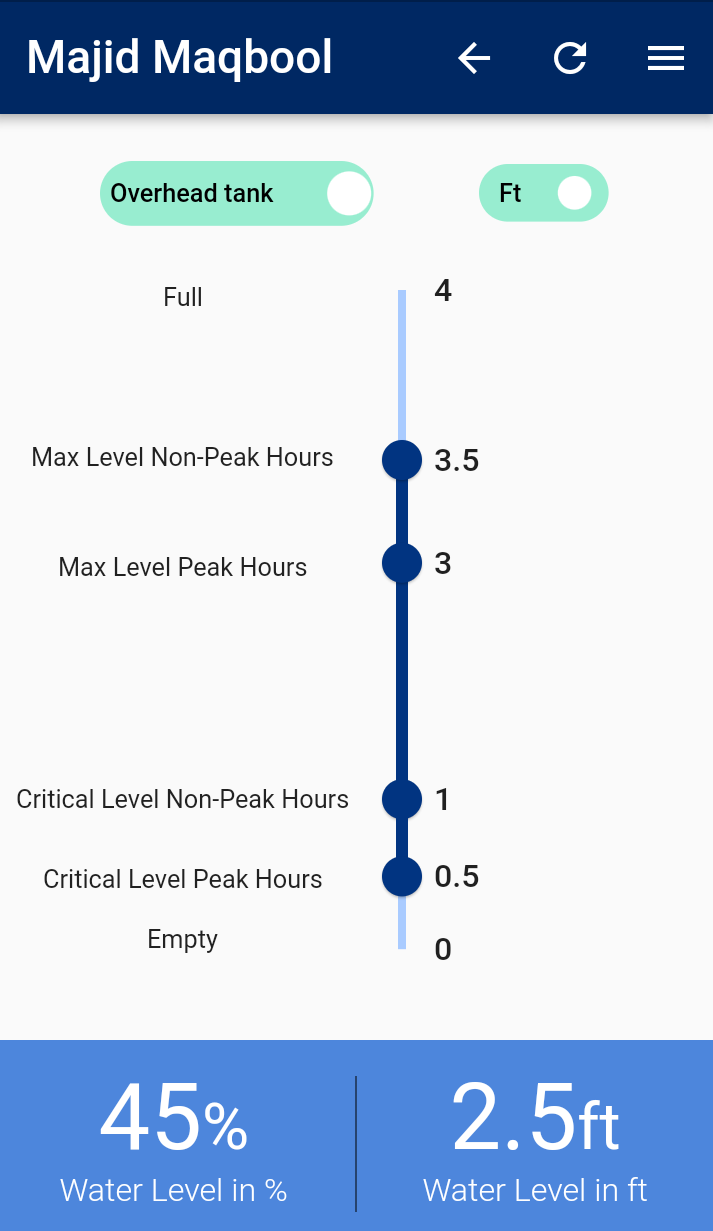 Majid Maqbool
Overhead tank
Ft
Full
4
Max Level Non-Peak Hours
3.5
Max Level Peak Hours
3
Critical Level Non-Peak Hours
1
Critical Level Peak Hours
0.5
Empty
0
45%
2.5ft
Water Level in %
Water Level in ft